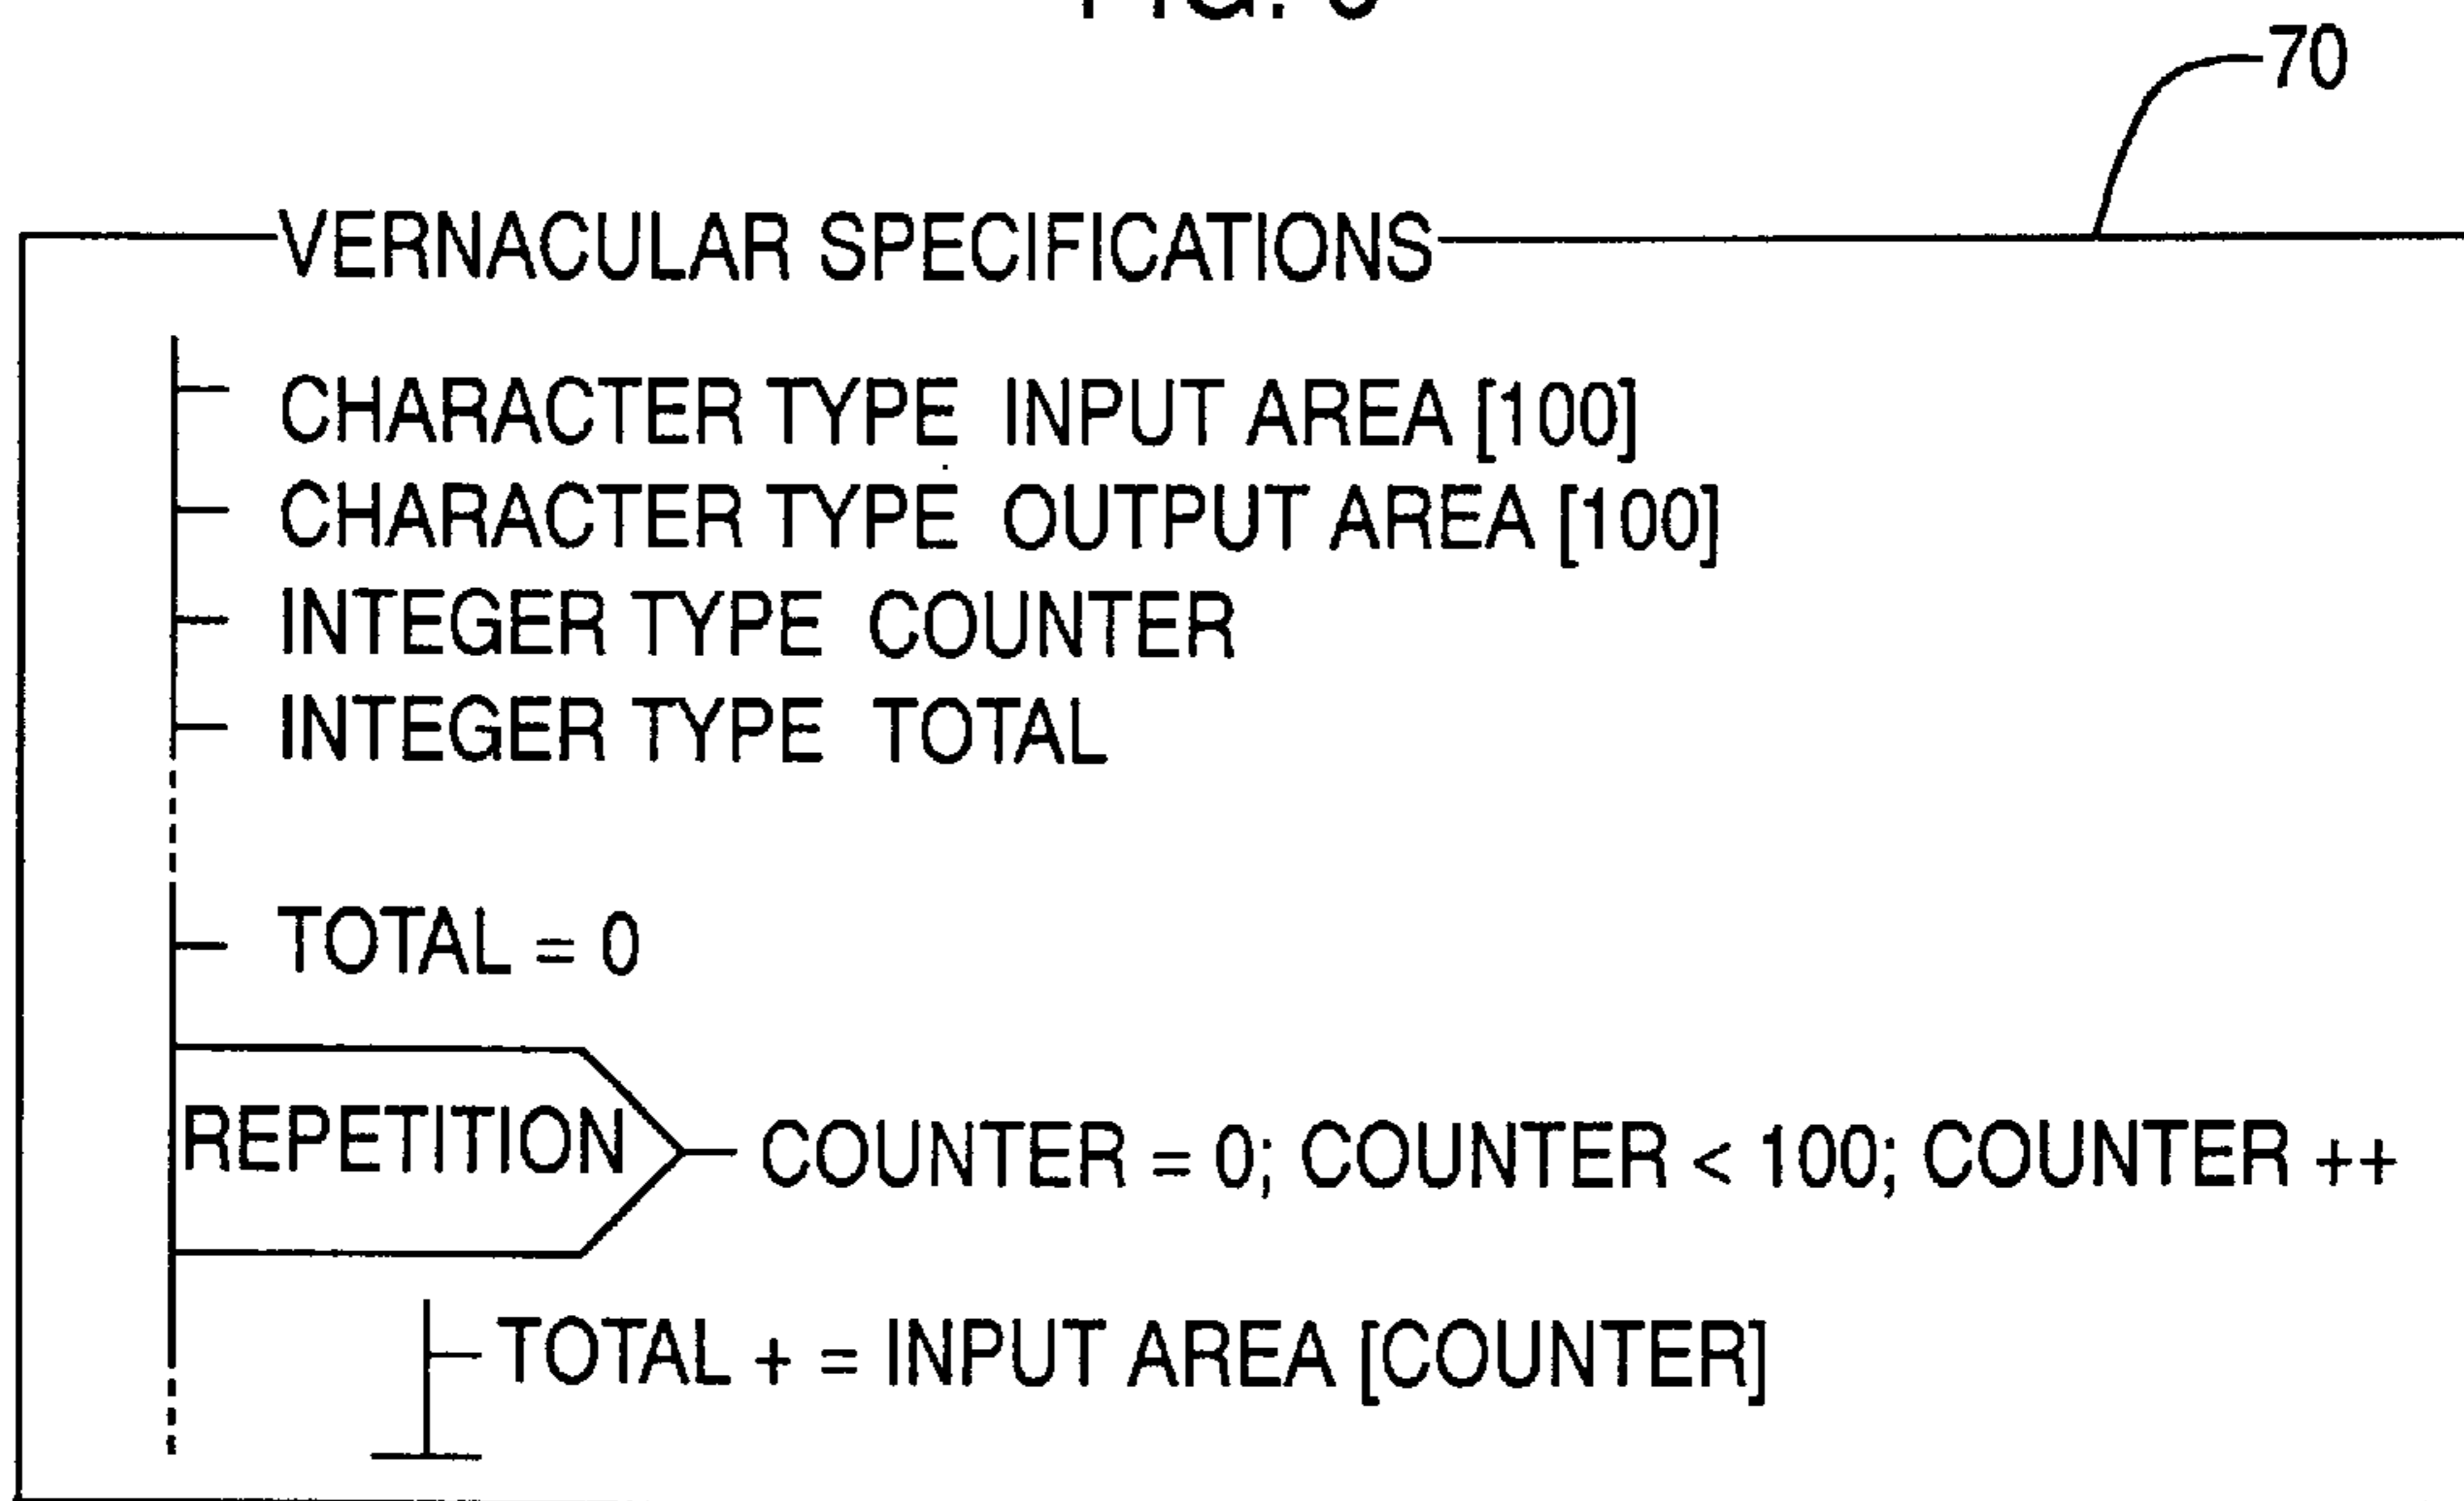 70
VERNACULAR SPECIFICATIONS
CHARACTER TYPE INPUT AREA [100]
CHARACTER TYPE OUTPUT AREA [100]
INTEGER TYPE COUNTER
INTEGER TYPE TOTAL
TOTAL = 0
REPETITION COUNTER = 0; COUNTER < 100; COUNTER ++
TOTAL + = INPUT AREA [COUNTER]